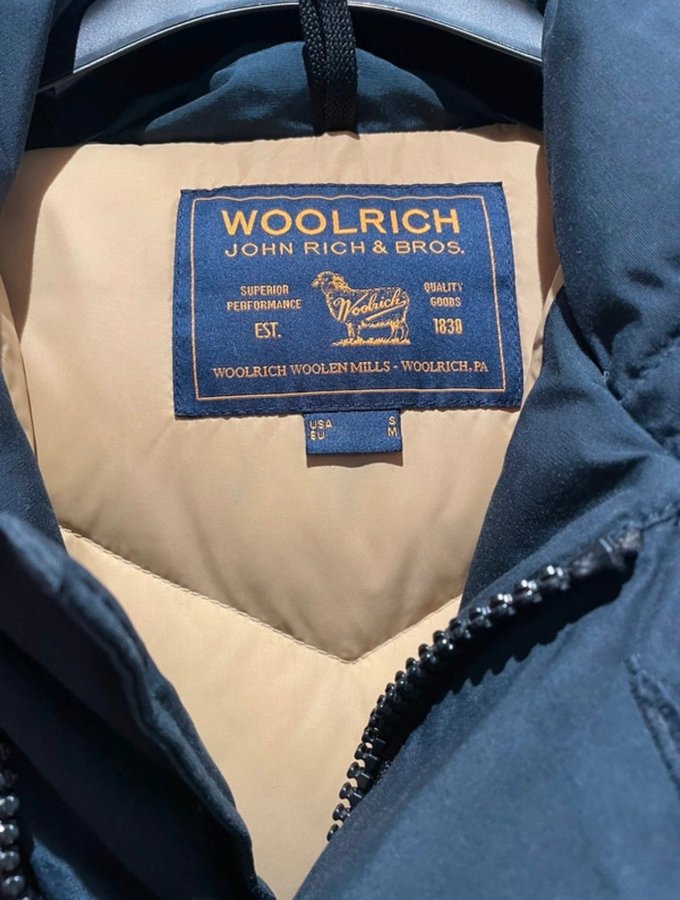 WOOLRICH
JOHN RICH & BROS.
SUPERIOR PERFORMANCE
EST.
Woolrich
QUALITY GOODS
1830
WOOLRICH WOOLEN MILLS - WOOLRICH, PA
USA S
EU M